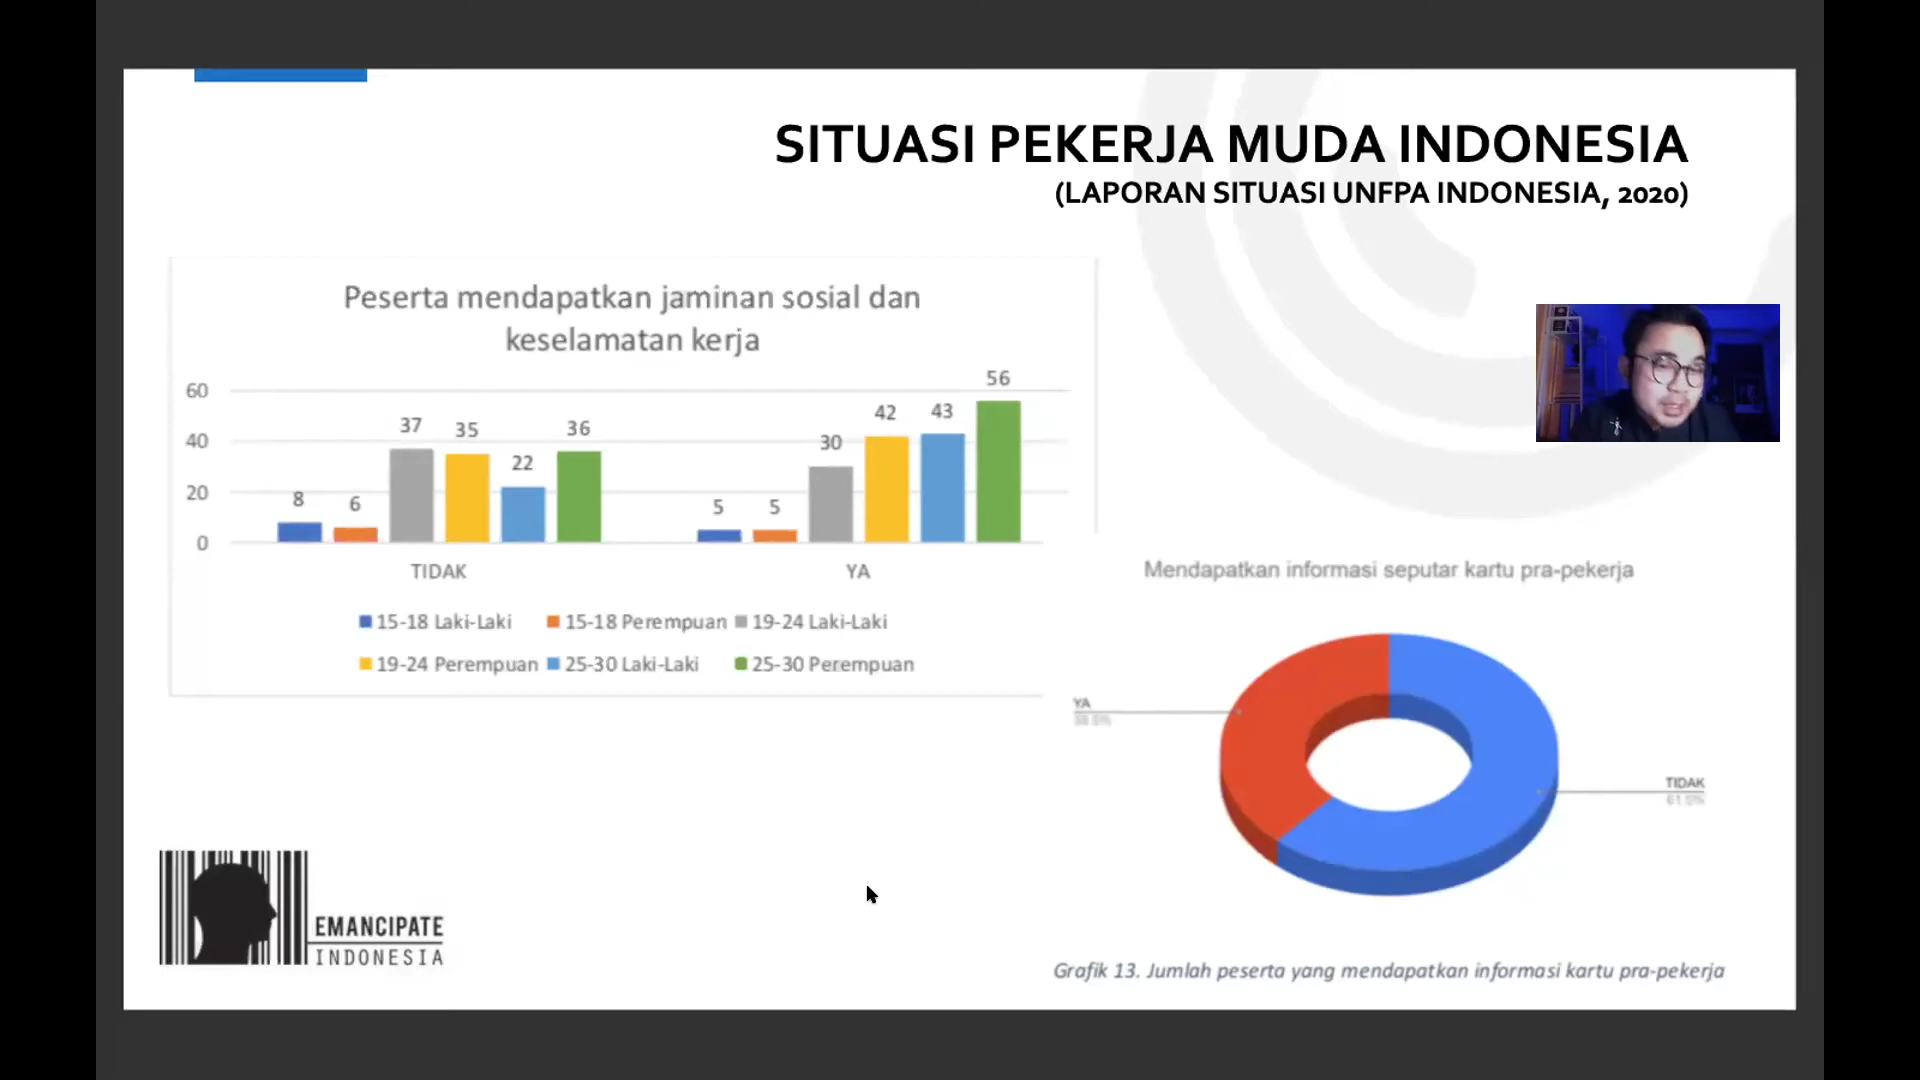 SITUASI PEKERJA MUDA INDONESIA
(LAPORAN SITUASI UNFPA INDONESIA, 2020)
Peserta mendapatkan jaminan sosial dan
keselamatan kerja
60
40
20
0
8
6
37
35
22
36
5
5
30
42
43
56
TIDAK
YA
15-18 Laki-Laki
15-18 Perempuan
19-24 Laki-Laki
19-24 Perempuan
25-30 Laki-Laki
25-30 Perempuan
Mendapatkan informasi seputar kartu pra-pekerja
YA
TIDAK
EMANCIPATE
INDONESIA
Grafik 13. Jumlah peserta yang mendapatkan informasi kartu pra-pekerja